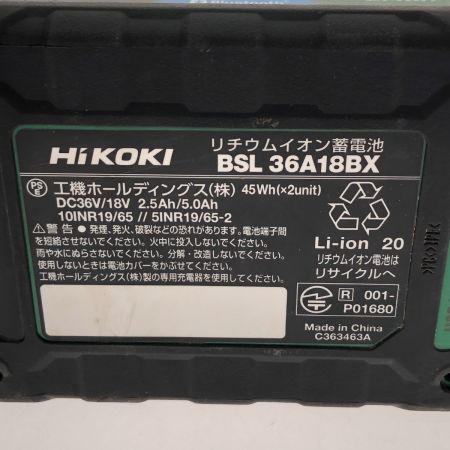 Bluetooth
HiKOKI
リチウムイオン蓄電池
BSL 36A18BX
PS E
工機ホールディングス(株) 45Wh(×2unit)
DC36V/18V 2.5Ah/5.0Ah
10INR19/65 // 5INR19/65-2
⚠警告 ●発煙、発火、破裂などの恐れがあります。電池端子間
を短絡させないでください。火中に投入しないでください。
雨や水にぬらさないでください。分解・改造しないでください。
使用しないときは電池カバーをかぶせてください。
工機ホールディングス(株)製の専用充電器を使用してください。
Li-ion 20
リチウムイオン電池は
リサイクルへ
R 001-
P01680
Made in China
C363463A